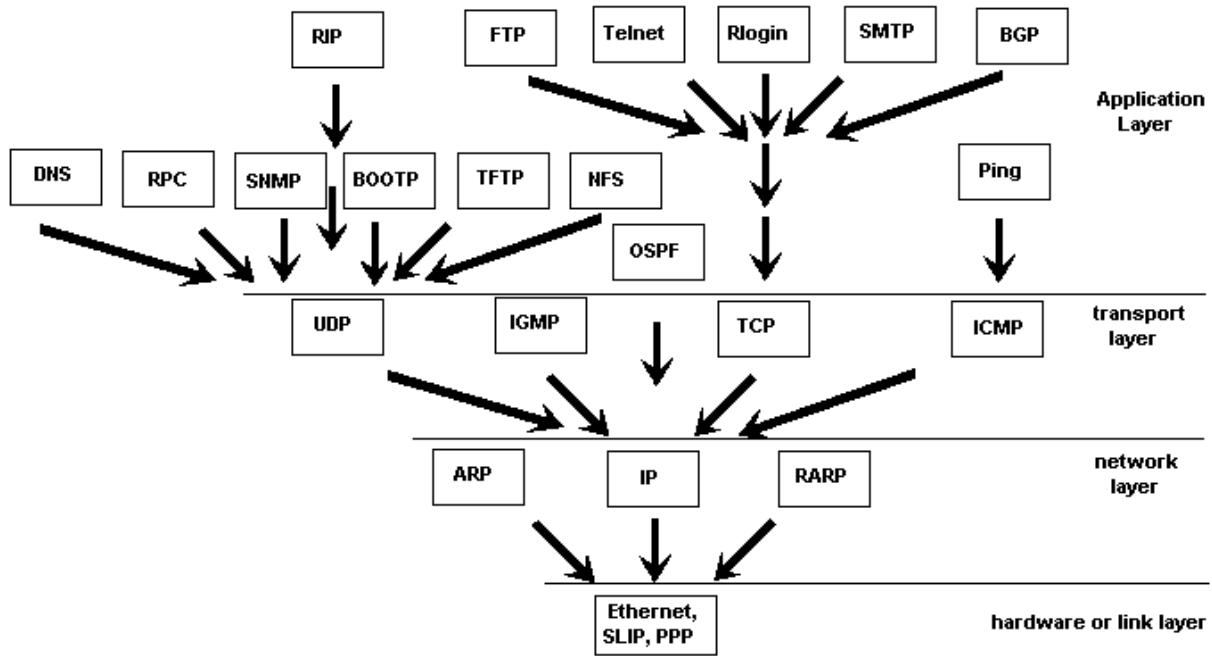 RIP
FTP
Telnet
Rlogin
SMTP
BGP
Application
Layer
DNS
RPC
SNMP
BOOTP
TFTP
NFS
Ping
OSPF
UDP
IGMP
TCP
ICMP
transport
layer
ARP
IP
RARP
network
layer
Ethernet,
SLIP, PPP
hardware or link layer